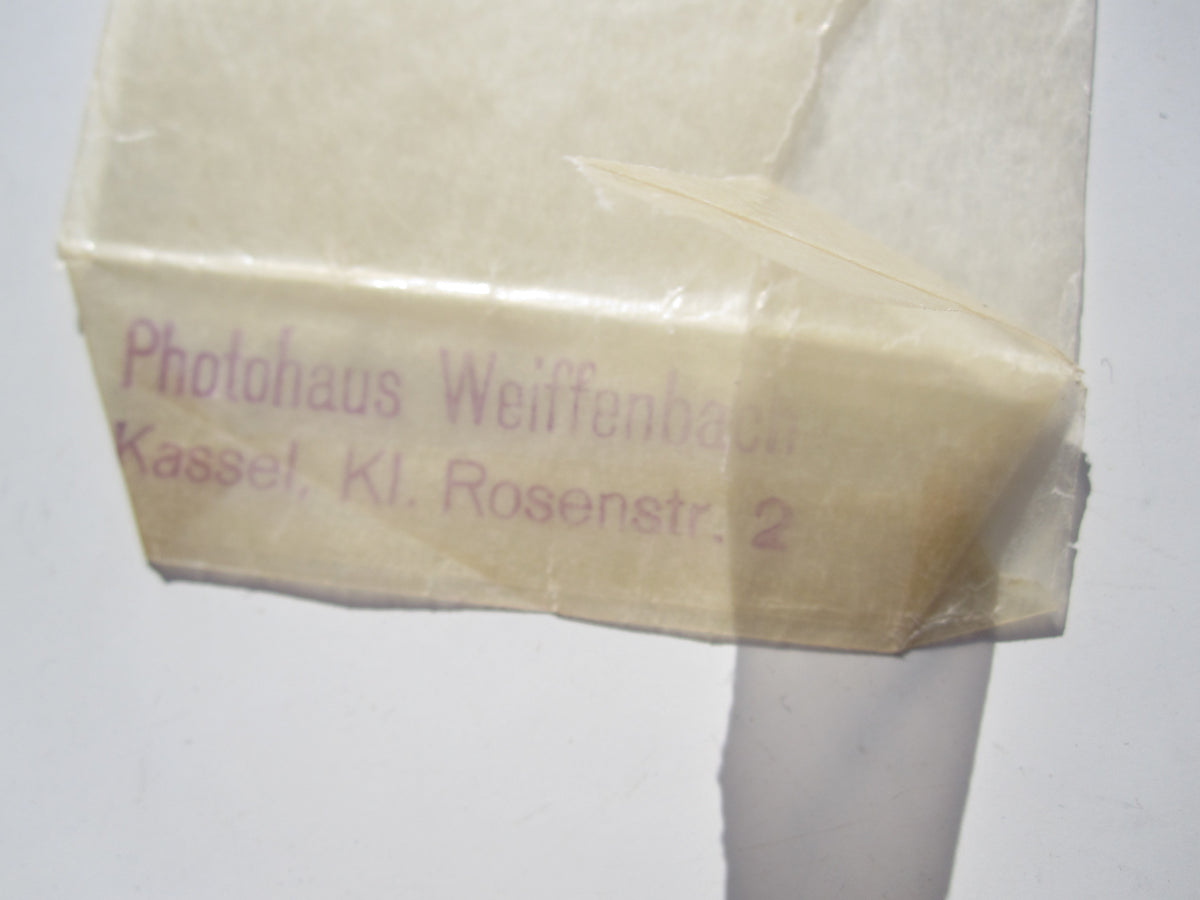 Photohaus Weiffenbach
Kassel, Kl. Rosenstr. 2